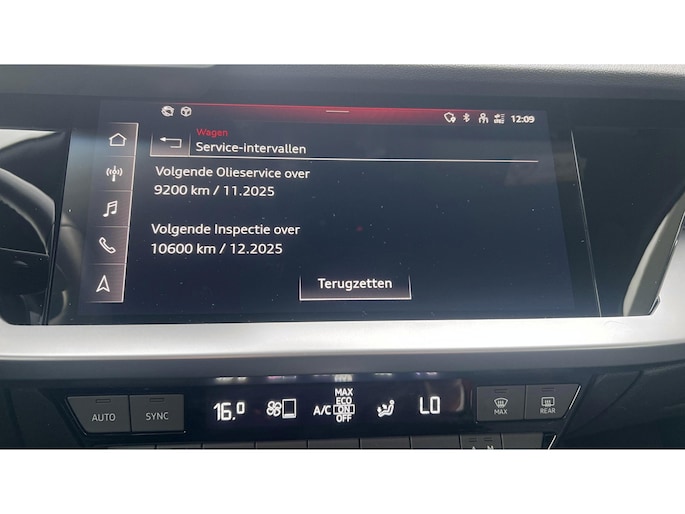 12:09
Wagen
Service-intervallen
Volgende Olieservice over
9200 km / 11.2025
Volgende Inspectie over
10600 km / 12.2025
Terugzetten
AUTO
SYNC
16.0
A/C
MAX
ECO
ON
OFF
LO
MAX
REAR